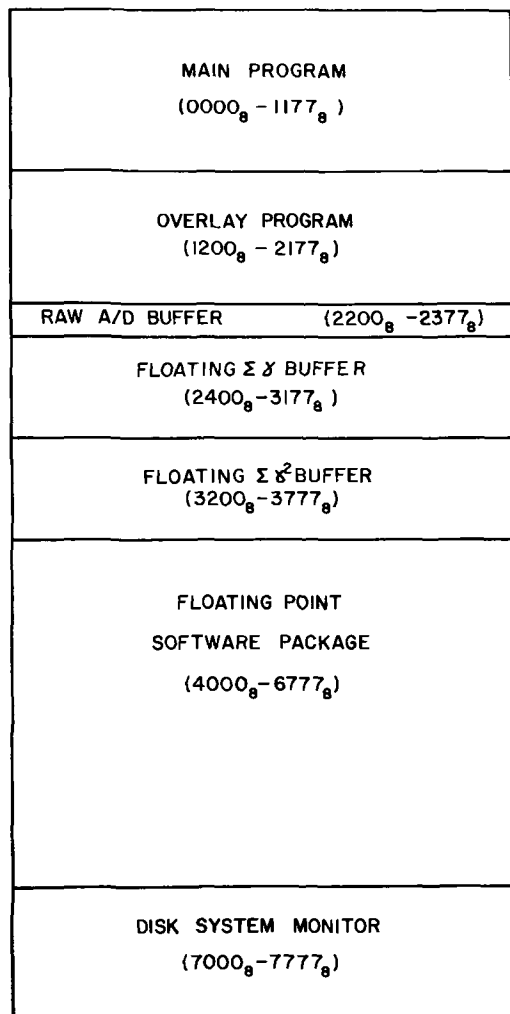 MAIN PROGRAM
(0000₈ - 1177₈ )
OVERLAY PROGRAM
(1200₈ - 2177₈)
RAW A/D BUFFER (2200₈ -2377₈)
FLOATING Σ ɣ BUFFER
(2400₈-3177₈ )
FLOATING Σ ɣ² BUFFER
(3200₈-3777₈)
FLOATING POINT
SOFTWARE PACKAGE
(4000₈-6777₈)
DISK SYSTEM MONITOR
(7000₈-7777₈)